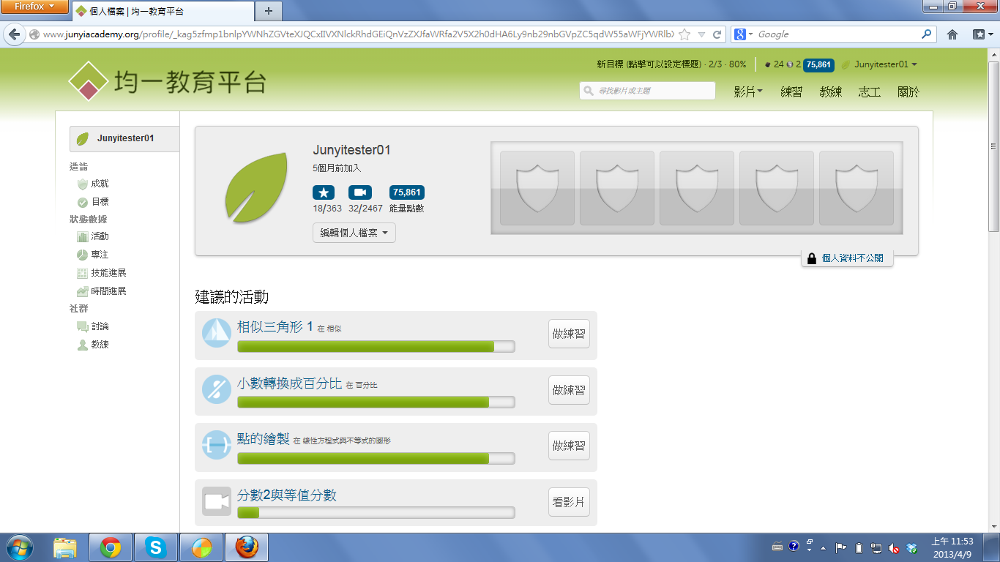 Firefox
個人檔案 | 均一教育平台
www.junyiacademy.org/profile/_kag5zfmp1bnlpYWNhZGVteXJQCxIIVXNlckRhdGEiQnVzZXJfaWRfa2V5X2h0dHA6Ly9nb29nbGVpZC5qdW55aWFjYWRlbX
Google
新目標 (點擊可以設定標題) · 2/3 · 80%
24 2 75,861 Junyitester01
均一教育平台
尋找影片或主題
影片 練習 教練 志工 關於
Junyitester01
造詣
成就
目標
狀態數據
活動
專注
技能進展
時間進展
社群
討論
教練
Junyitester01
5個月前加入
75,861
18/363 32/2467 能量點數
編輯個人檔案
個人資料不公開
建議的活動
相似三角形 1 在 相似
做練習
小數轉換成百分比 在 百分比
做練習
點的繪製 在 線性方程式與不等式的圖形
做練習
分數2與等值分數
看影片
上午 11:53
2013/4/9